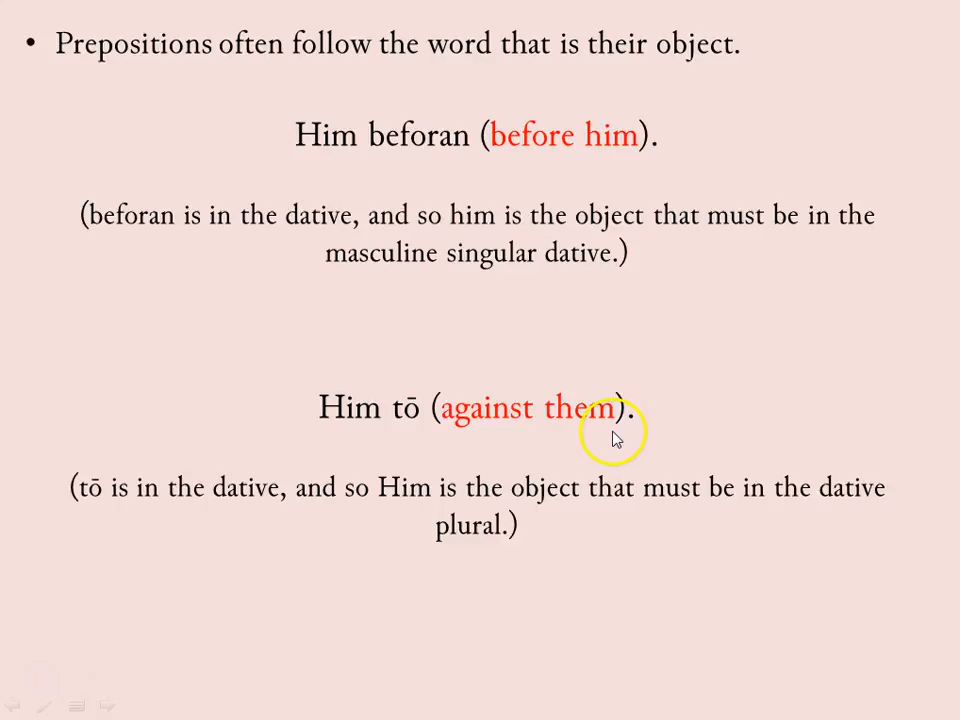 • Prepositions often follow the word that is their object.
Him beforan (before him).
(beforan is in the dative, and so him is the object that must be in the
masculine singular dative.)
Him tō (against them).
(tō is in the dative, and so Him is the object that must be in the dative
plural.)